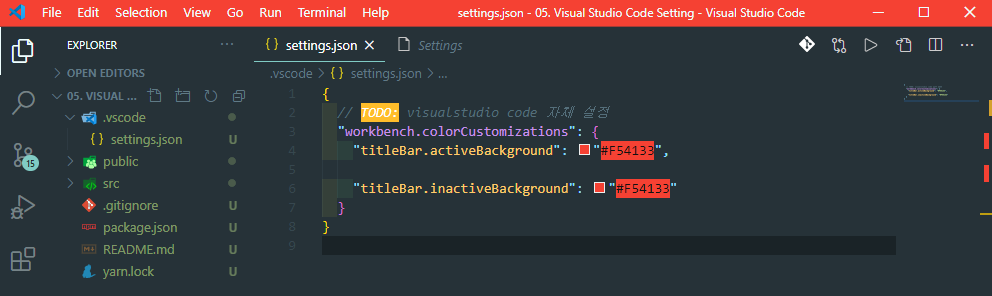 File Edit Selection View Go Run Terminal Help settings.json - 05. Visual Studio Code Setting - Visual Studio Code
EXPLORER ...
settings.json
Settings
OPEN EDITORS
.vscode > settings.json > ...
05. VISUAL ...
.vscode
settings.json U
public
src
.gitignore U
package.json U
README.md U
yarn.lock U
15
1 {
2 // TODO: visualstudio code 자체 설정
3 "workbench.colorCustomizations": {
4 "titleBar.activeBackground": "#F54133",
5
6 "titleBar.inactiveBackground": "#F54133"
7 }
8 }
9